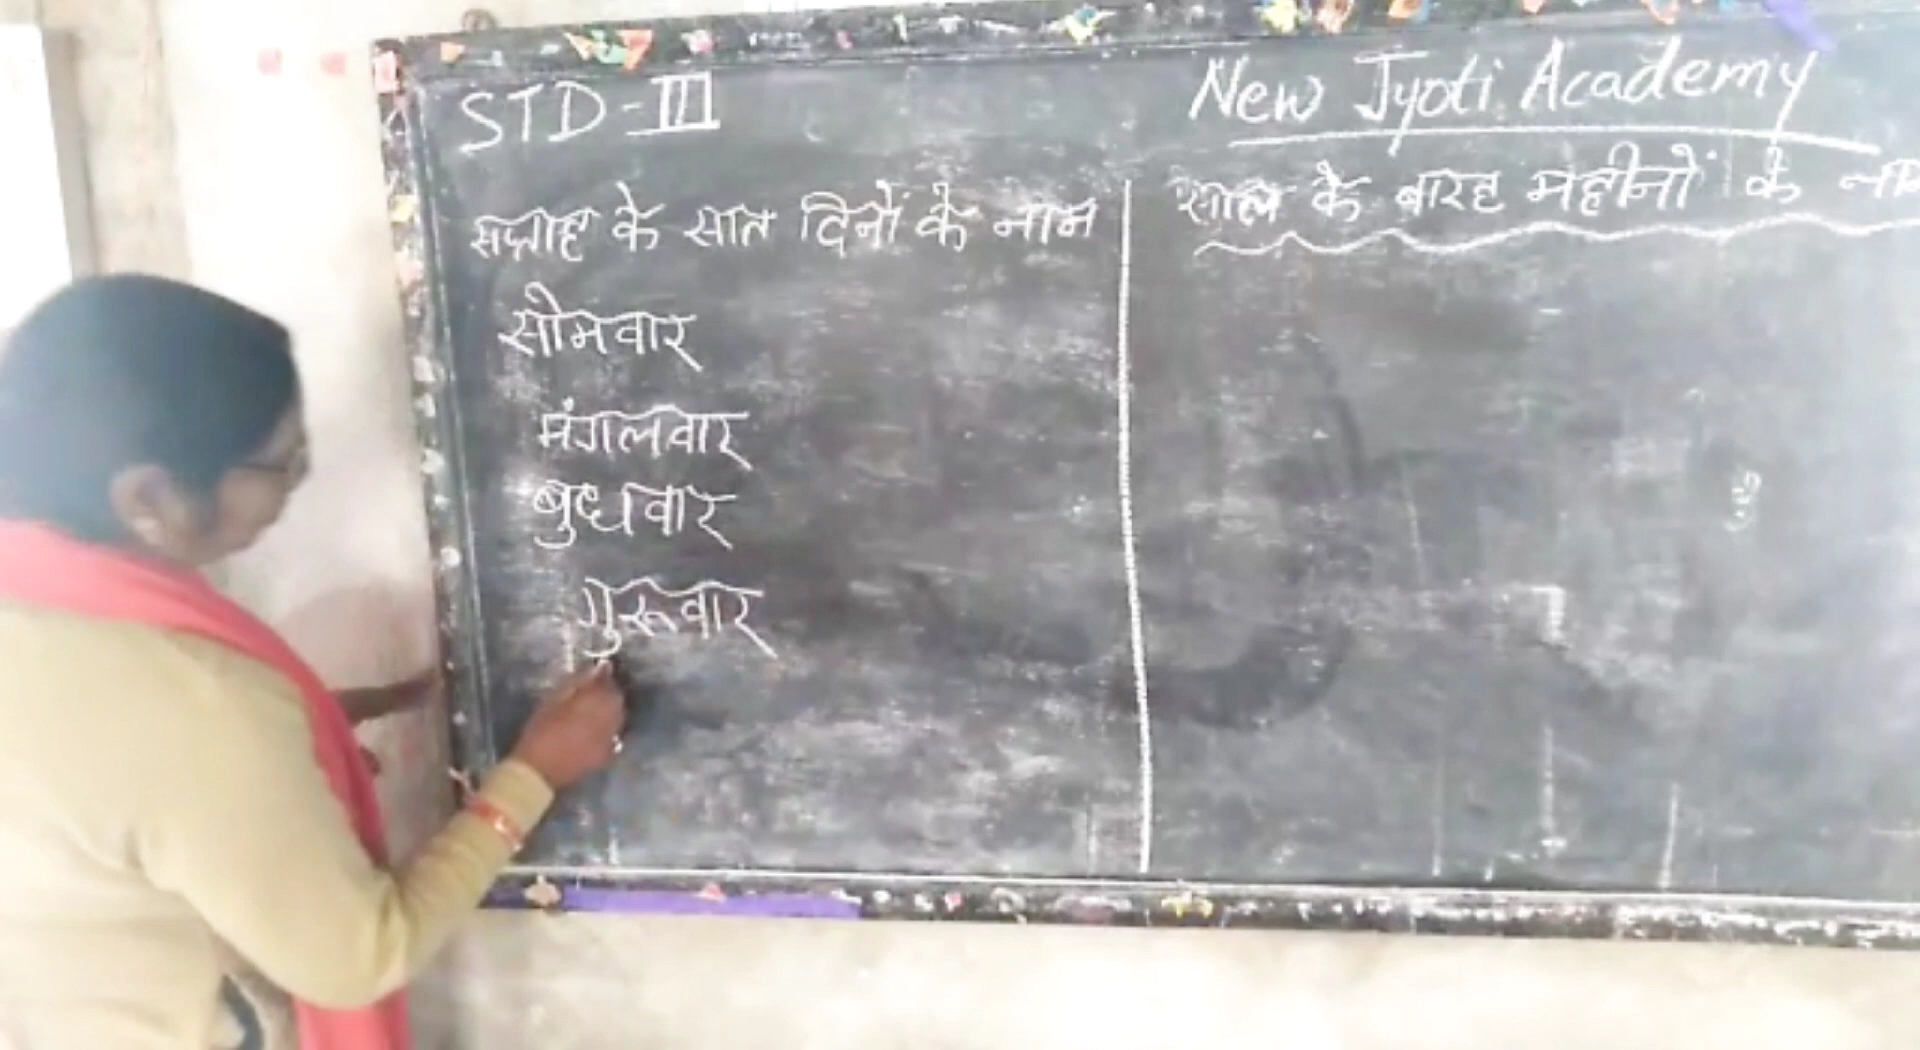 STD-III
सप्ताह के सात दिनों के नाम
सोमवार
मंगलवार
बुधवार
गुरूवार
New Jyoti Academy
साल के बारह महीनों के नाम